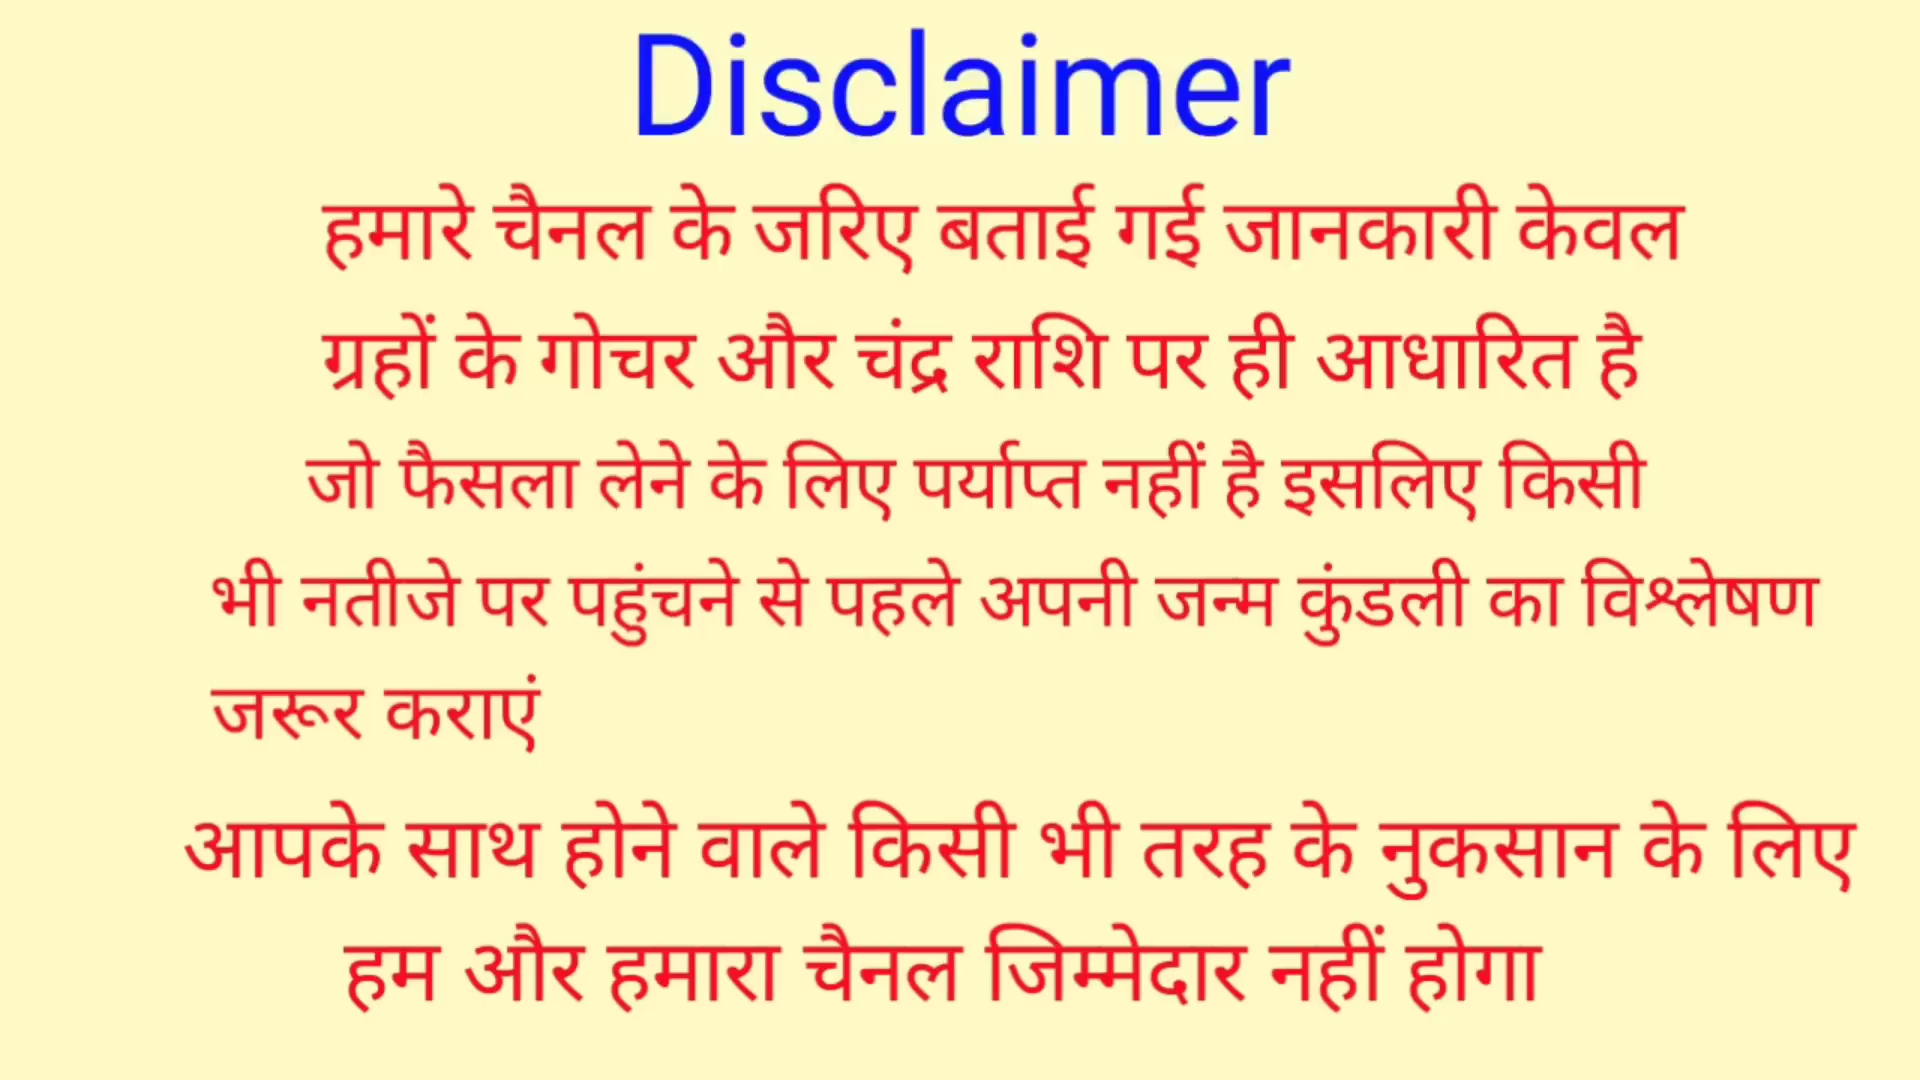 Disclaimer
हमारे चैनल के जरिए बताई गई जानकारी केवल
ग्रहों के गोचर और चंद्र राशि पर ही आधारित है
जो फैसला लेने के लिए पर्याप्त नहीं है इसलिए किसी
भी नतीजे पर पहुंचने से पहले अपनी जन्म कुंडली का विश्लेषण
जरूर कराएं
आपके साथ होने वाले किसी भी तरह के नुकसान के लिए
हम और हमारा चैनल जिम्मेदार नहीं होगा